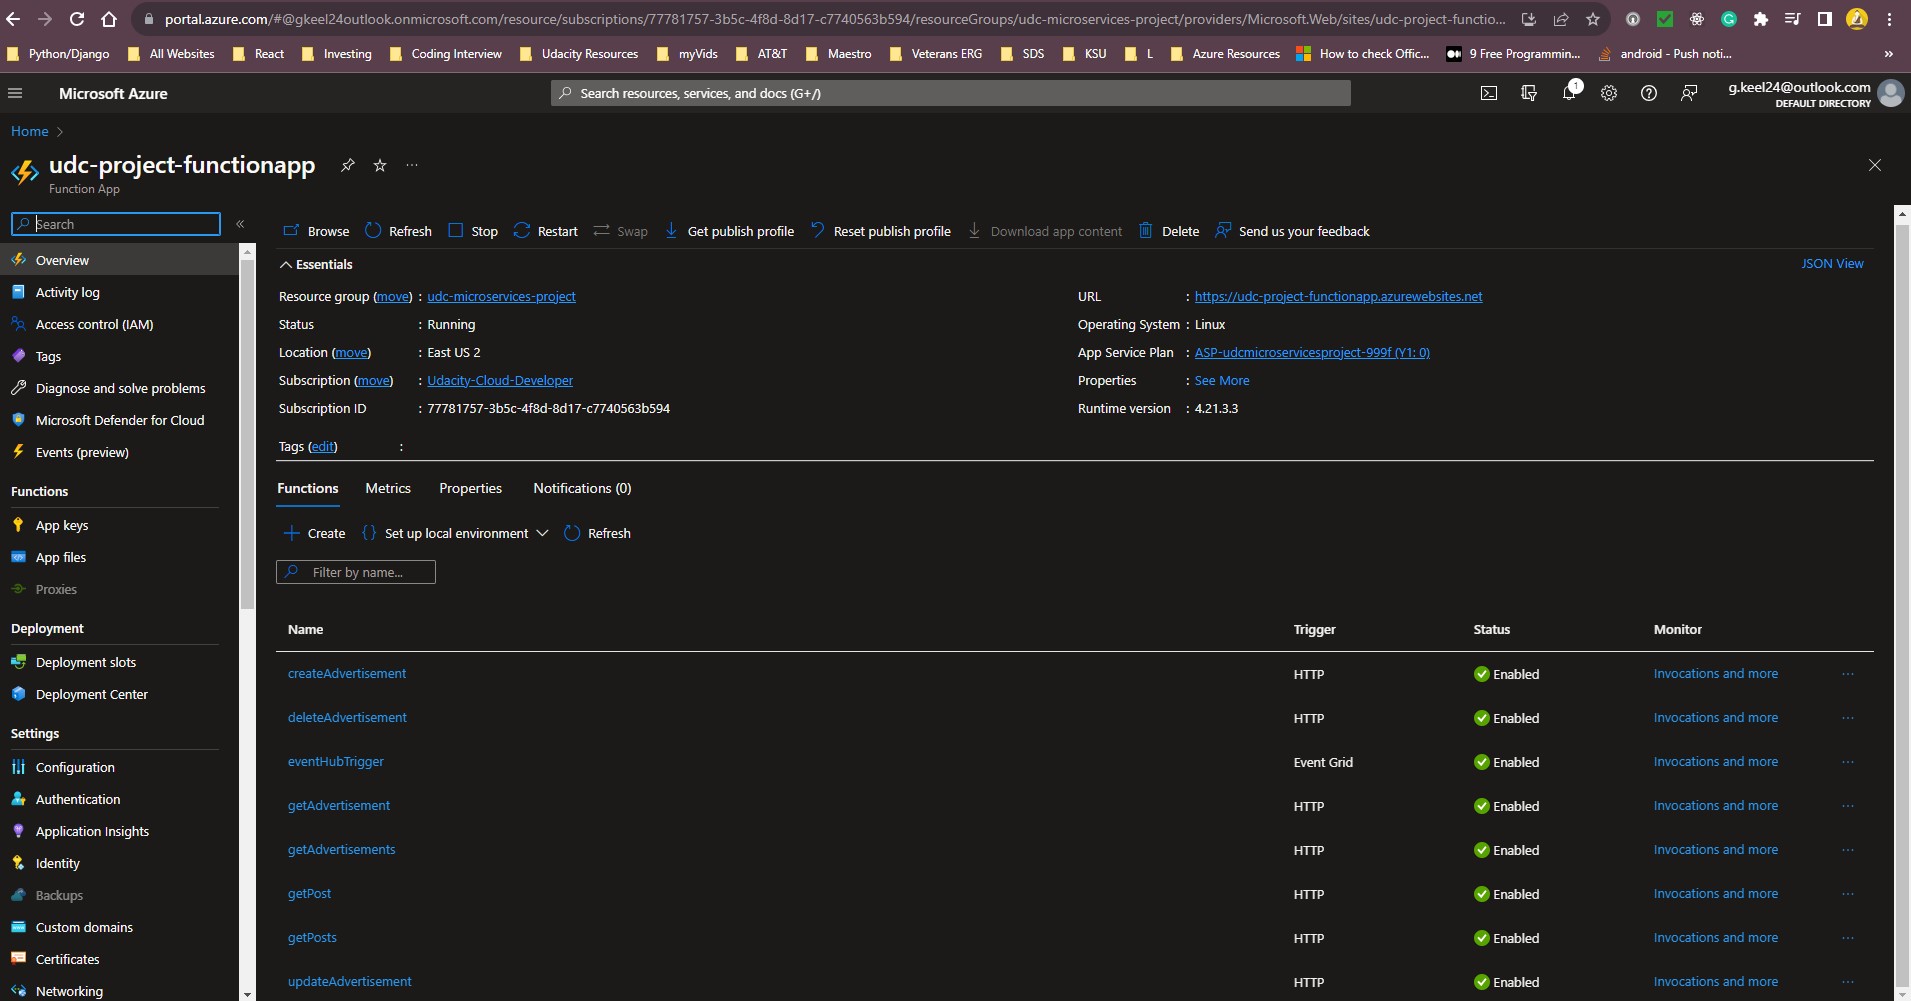 portal.azure.com/#@gkeel24outlook.onmicrosoft.com/resource/subscriptions/77781757-3b5c-4f8d-8d17-c7740563b594/resourceGroups/udc-microservices-project/providers/Microsoft.Web/sites/udc-project-functio...
Python/Django All Websites React Investing Coding Interview Udacity Resources myVids AT&T Maestro Veterans ERG SDS KSU L Azure Resources How to check Offic... 9 Free Programmin... android - Push noti... »
Microsoft Azure
Search resources, services, and docs (G+/)
1
g.keel24@outlook.com
DEFAULT DIRECTORY
Home >
udc-project-functionapp ...
Function App
Search «
Overview
Activity log
Access control (IAM)
Tags
Diagnose and solve problems
Microsoft Defender for Cloud
Events (preview)
Functions
App keys
App files
Proxies
Deployment
Deployment slots
Deployment Center
Settings
Configuration
Authentication
Application Insights
Identity
Backups
Custom domains
Certificates
Networking
Browse Refresh Stop Restart Swap Get publish profile Reset publish profile Download app content Delete Send us your feedback
Essentials
JSON View
Resource group (move) : udc-microservices-project
Status : Running
Location (move) : East US 2
Subscription (move) : Udacity-Cloud-Developer
Subscription ID : 77781757-3b5c-4f8d-8d17-c7740563b594
Tags (edit) :
URL : https://udc-project-functionapp.azurewebsites.net
Operating System : Linux
App Service Plan : ASP-udcmicroservicesproject-999f (Y1: 0)
Properties : See More
Runtime version : 4.21.3.3
Functions Metrics Properties Notifications (0)
+ Create {} Set up local environment Refresh
Filter by name...
Name Trigger Status Monitor
createAdvertisement HTTP Enabled Invocations and more ...
deleteAdvertisement HTTP Enabled Invocations and more ...
eventHubTrigger Event Grid Enabled Invocations and more ...
getAdvertisement HTTP Enabled Invocations and more ...
getAdvertisements HTTP Enabled Invocations and more ...
getPost HTTP Enabled Invocations and more ...
getPosts HTTP Enabled Invocations and more ...
updateAdvertisement HTTP Enabled Invocations and more ...